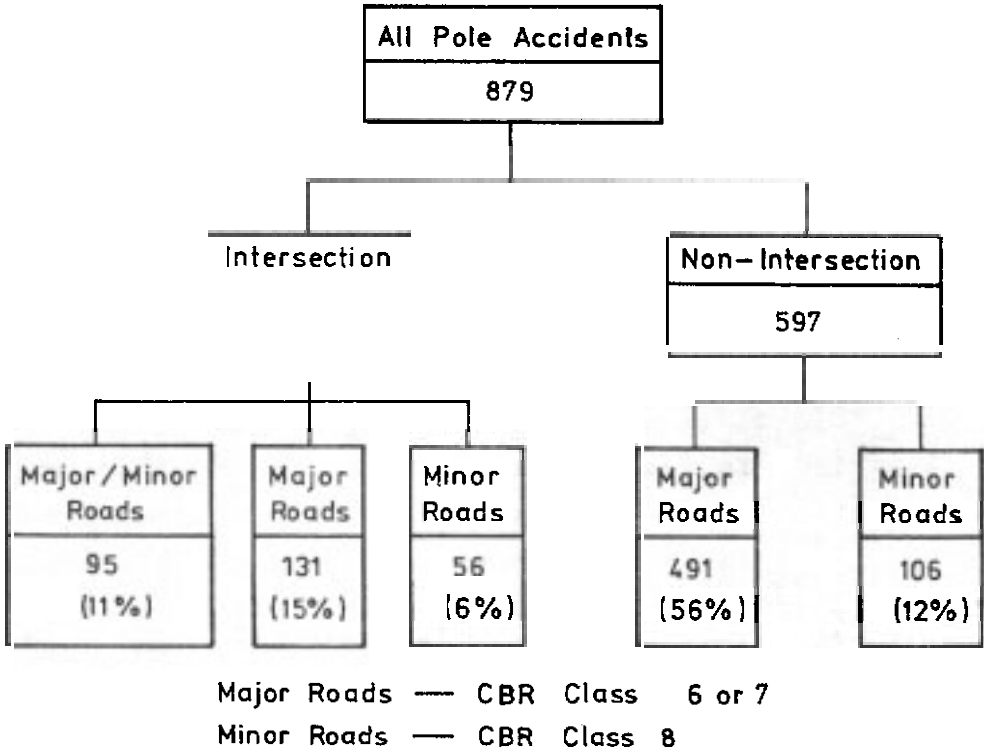 All Pole Accidents
879
Intersection
Non-Intersection
597
Major/Minor
Roads
95
(11%)
Major
Roads
131
(15%)
Minor
Roads
56
(6%)
Major
Roads
491
(56%)
Minor
Roads
106
(12%)
Major Roads — CBR Class 6 or 7
Minor Roads — CBR Class 8